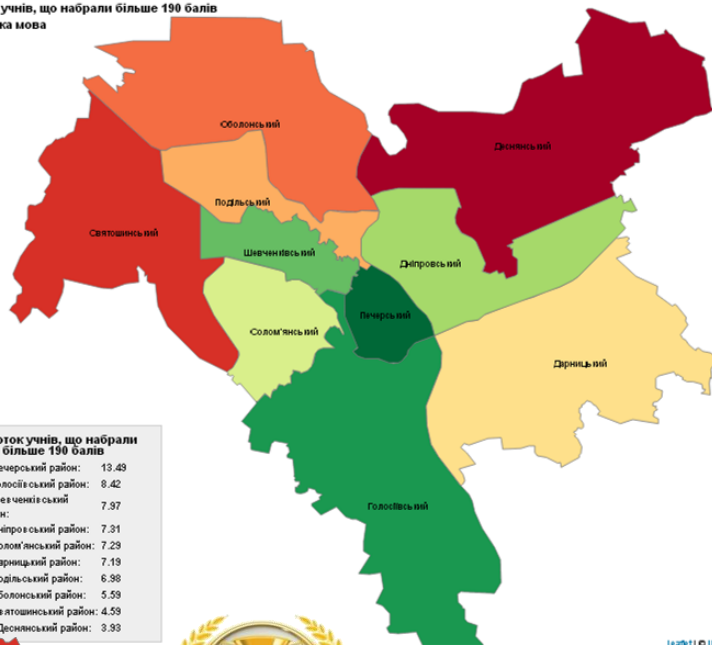 учнів, що набрали більше 190 балів
ка мова
Оболонський
Деснянський
Подільський
Святошинський
Шевченківський
Дніпровський
Печерський
Солом'янський
Дарницький
Голосіївський
оток учнів, що набрали
більше 190 балів
ечерський район: 13.49
олосіївський район: 8.42
евченківський
н: 7.97
ніпровський район: 7.31
олом'янський район: 7.29
арницький район: 7.19
одільський район: 6.98
болонський район: 5.59
вятошинський район: 4.59
Деснянський район: 3.93
Leaflet | ©